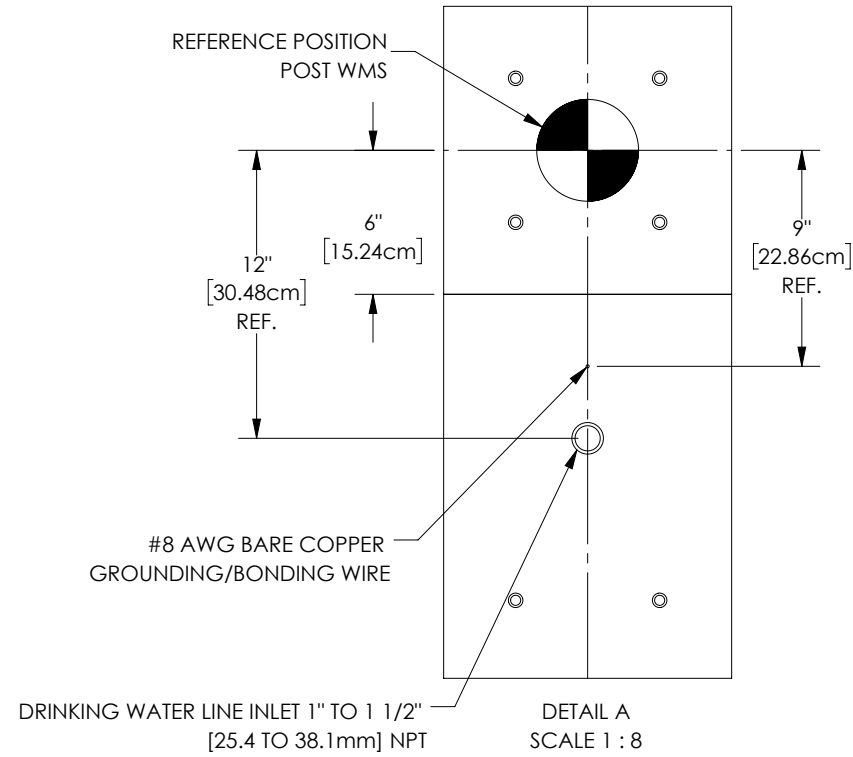 REFERENCE POSITION
POST WMS
6"
[15.24cm]
12"
[30.48cm]
REF.
9"
[22.86cm]
REF.
#8 AWG BARE COPPER
GROUNDING/BONDING WIRE
DRINKING WATER LINE INLET 1" TO 1 1/2"
[25.4 TO 38.1mm] NPT
DETAIL A
SCALE 1 : 8